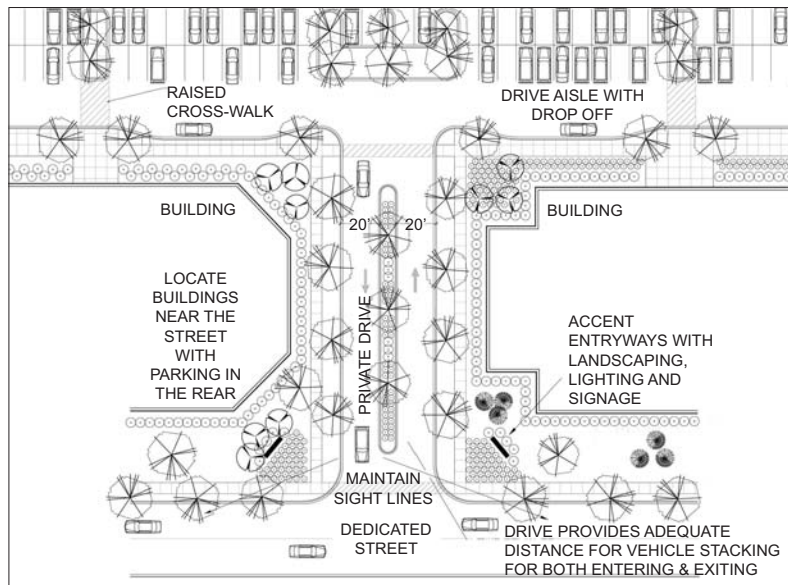 RAISED
CROSS-WALK
DRIVE AISLE WITH
DROP OFF
BUILDING
20'
20'
BUILDING
LOCATE
BUILDINGS
NEAR THE
STREET
WITH
PARKING IN
THE REAR
PRIVATE DRIVE
ACCENT
ENTRYWAYS WITH
LANDSCAPING,
LIGHTING AND
SIGNAGE
MAINTAIN
SIGHT LINES
DEDICATED
STREET
DRIVE PROVIDES ADEQUATE
DISTANCE FOR VEHICLE STACKING
FOR BOTH ENTERING & EXITING